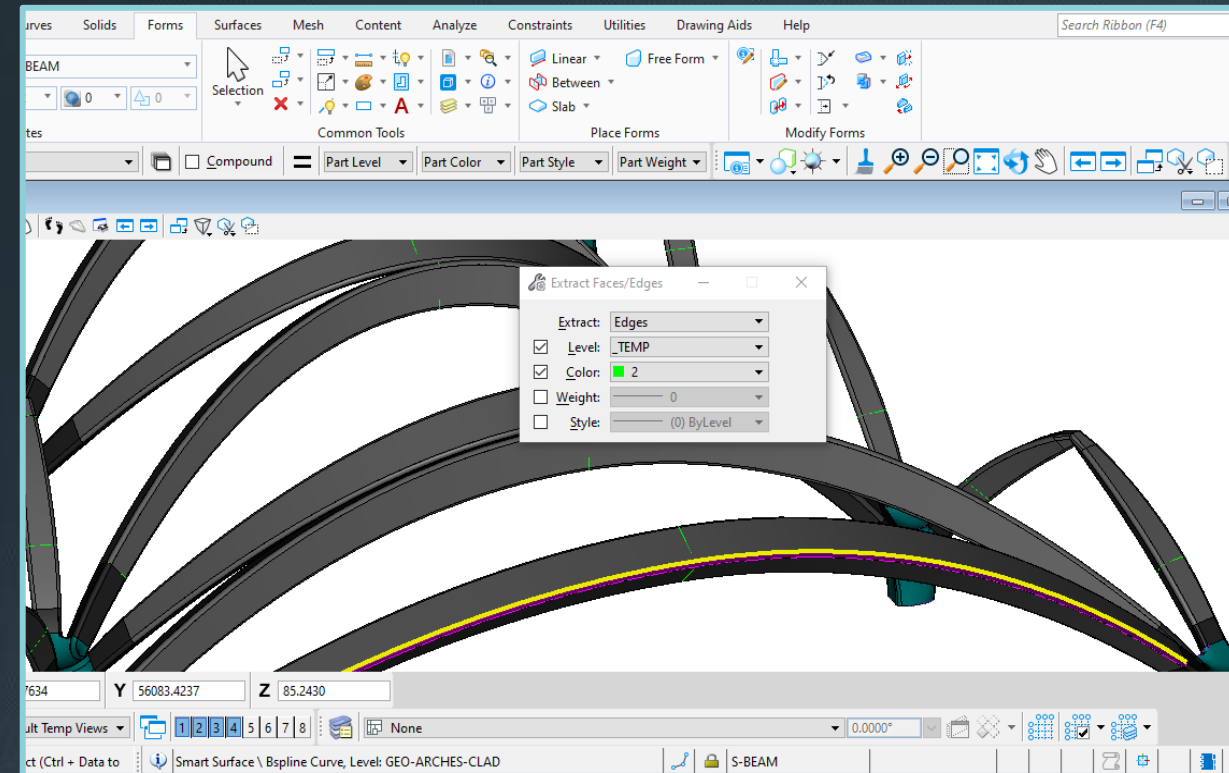 urves Solids Forms Surfaces Mesh Content Analyze Constraints Utilities Drawing Aids Help Search Ribbon (F4)
BEAM
Selection
Linear Free Form
Between
0 0
A
Slab
tes Common Tools Place Forms Modify Forms
Compound Part Level Part Color Part Style Part Weight
Extract Faces/Edges
Extract: Edges
Level: _TEMP
Color: 2
Weight: 0
Style: (0) ByLevel
7634 Y 56083.4237 Z 85.2430
ult Temp Views 1 2 3 4 5 6 7 8 None 0.0000°
ct (Ctrl + Data to Smart Surface \ Bspline Curve, Level: GEO-ARCHES-CLAD S-BEAM